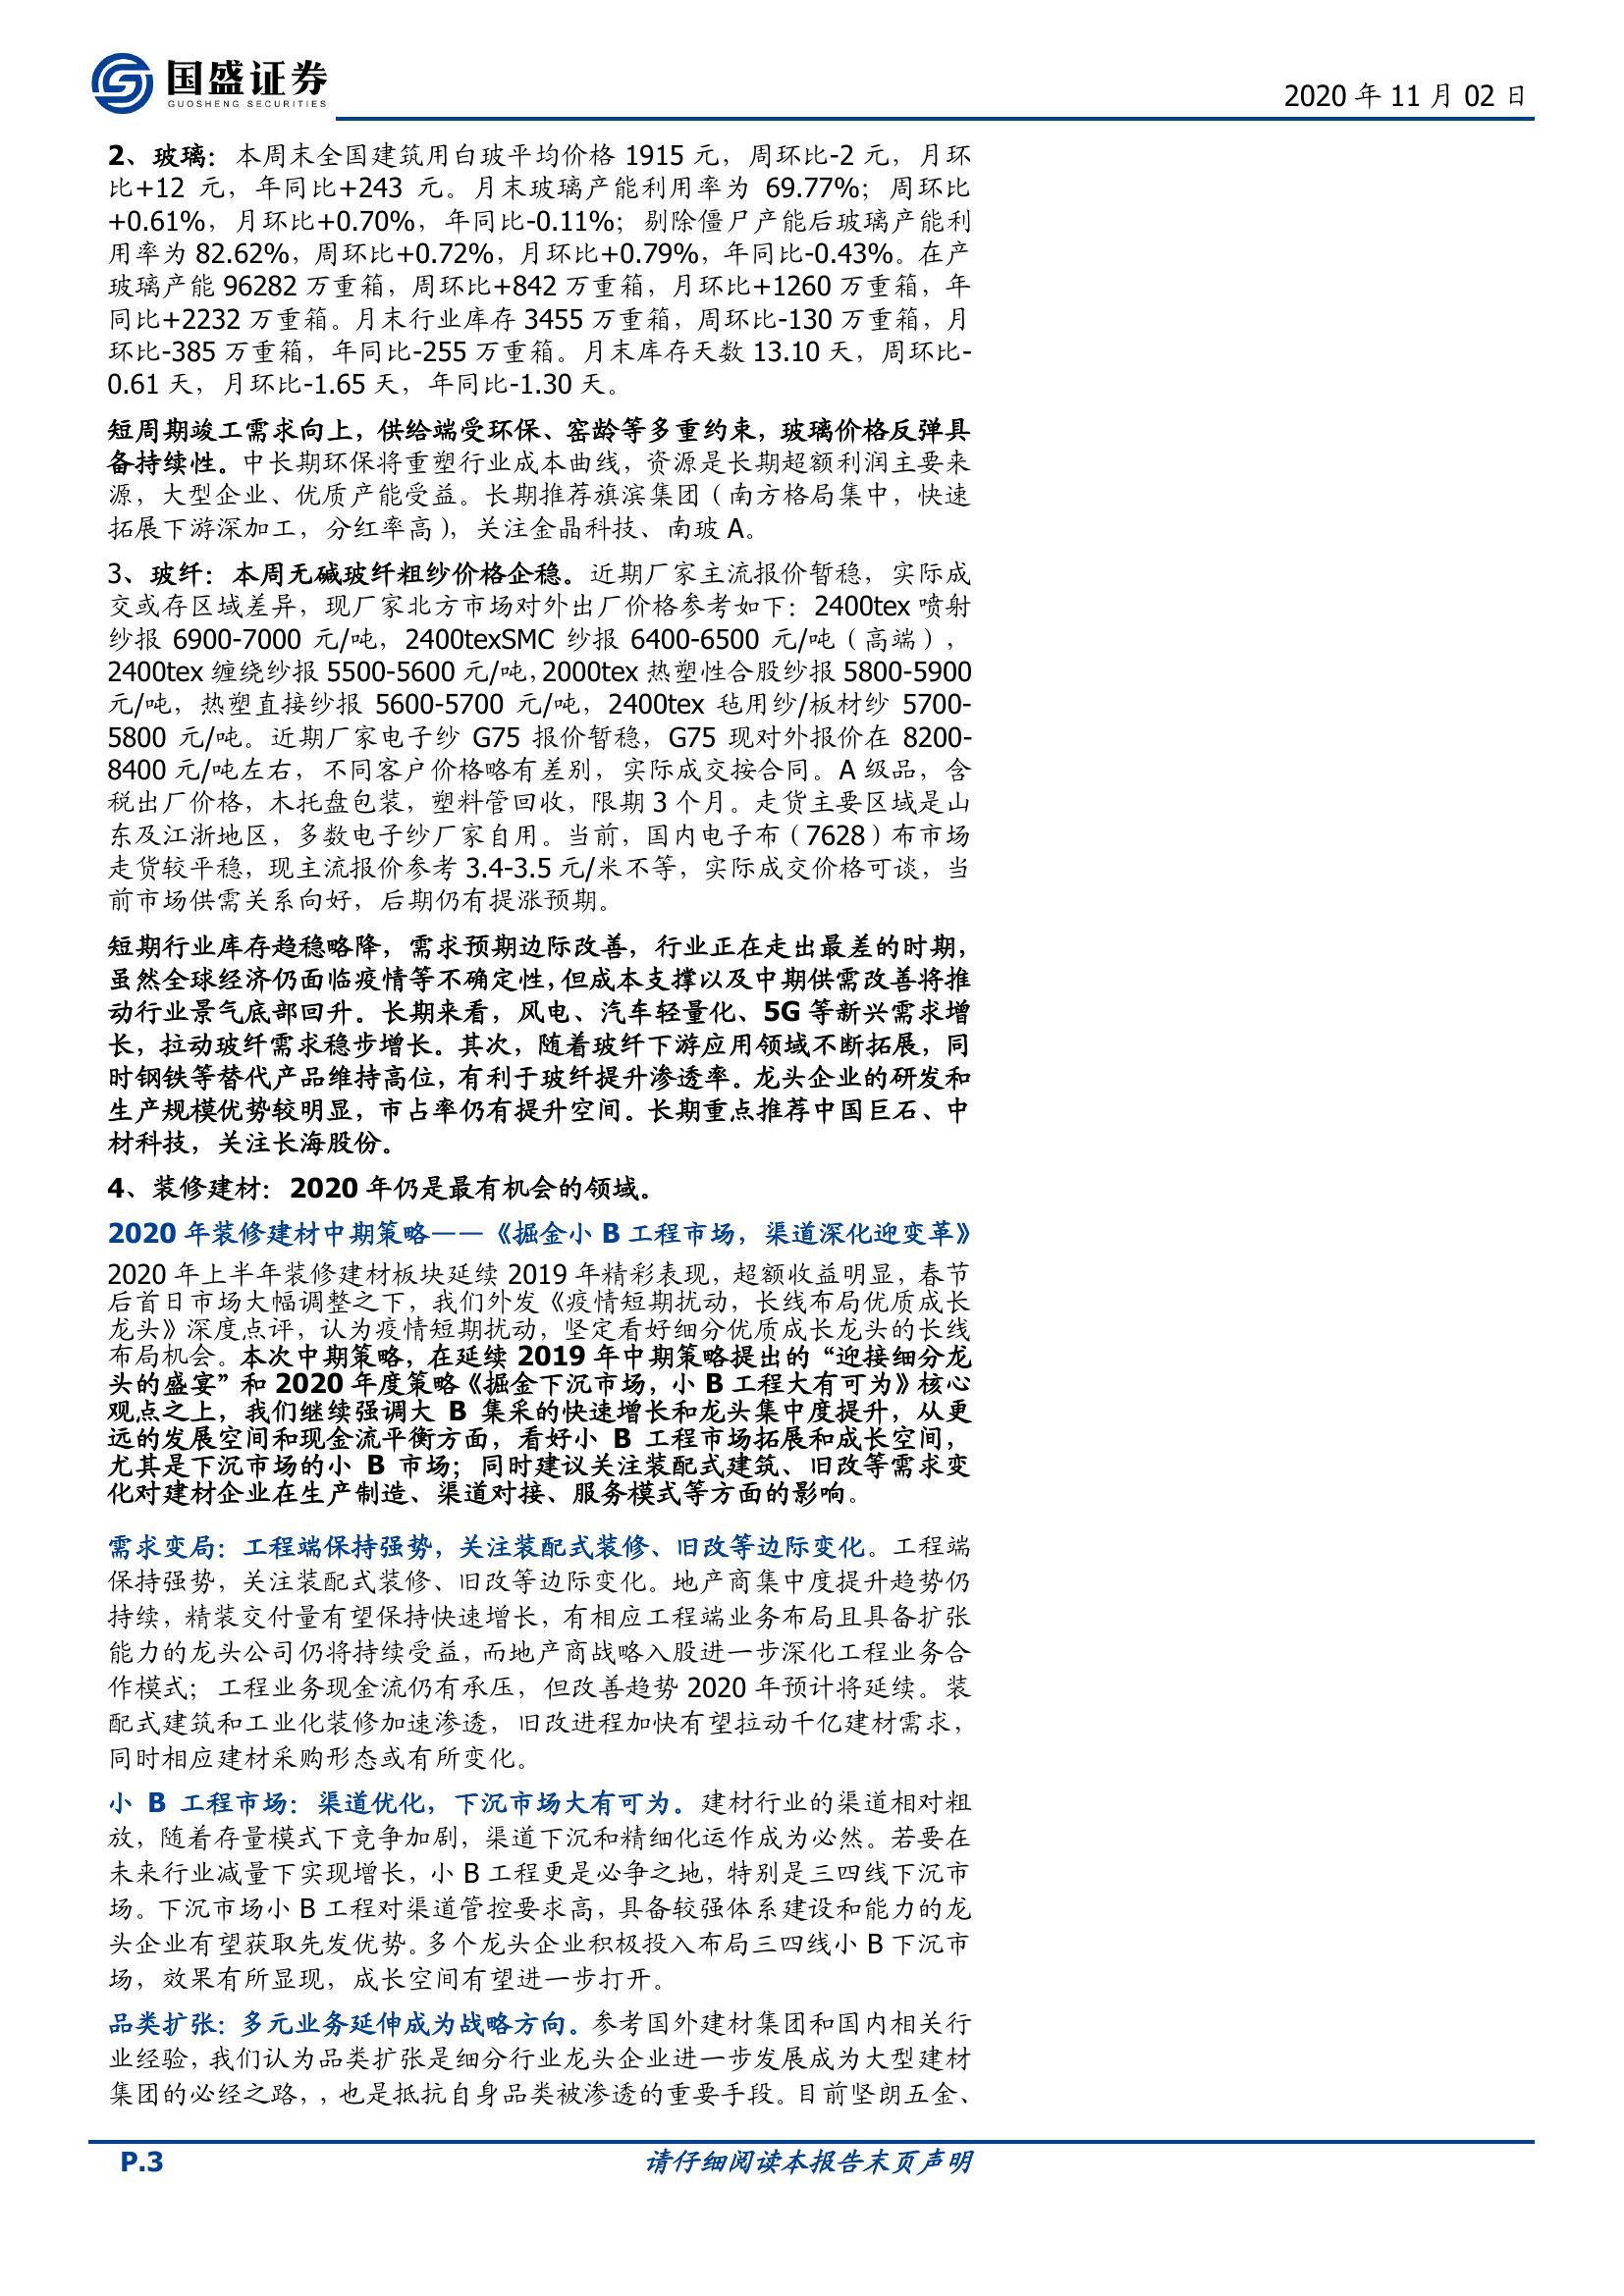 国盛证券
GUOSHENG SECURITIES
2020 年 11 月 02 日
2、玻璃：本周末全国建筑用白玻平均价格 1915 元，周环比-2 元，月环
比+12 元，年同比+243 元。月末玻璃产能利用率为 69.77%；周环比
+0.61%，月环比+0.70%，年同比-0.11%；剔除僵尸产能后玻璃产能利
用率为 82.62%，周环比+0.72%，月环比+0.79%，年同比-0.43%。在产
玻璃产能 96282 万重箱，周环比+842 万重箱，月环比+1260 万重箱，年
同比+2232 万重箱。月末行业库存 3455 万重箱，周环比-130 万重箱，月
环比-385 万重箱，年同比-255 万重箱。月末库存天数 13.10 天，周环比-
0.61 天，月环比-1.65 天，年同比-1.30 天。
短周期竣工需求向上，供给端受环保、窑龄等多重约束，玻璃价格反弹具
备持续性。中长期环保将重塑行业成本曲线，资源是长期超额利润主要来
源，大型企业、优质产能受益。长期推荐旗滨集团（南方格局集中，快速
拓展下游深加工，分红率高），关注金晶科技、南玻 A。
3、玻纤：本周无碱玻纤粗纱价格企稳。近期厂家主流报价暂稳，实际成
交或存区域差异，现厂家北方市场对外出厂价格参考如下：2400tex 喷射
纱报 6900-7000 元/吨，2400texSMC 纱报 6400-6500 元/吨（高端），
2400tex 缠绕纱报 5500-5600 元/吨，2000tex 热塑性合股纱报 5800-5900
元/吨，热塑直接纱报 5600-5700 元/吨，2400tex 毡用纱/板材纱 5700-
5800 元/吨。近期厂家电子纱 G75 报价暂稳，G75 现对外报价在 8200-
8400 元/吨左右，不同客户价格略有差别，实际成交按合同。A 级品，含
税出厂价格，木托盘包装，塑料管回收，限期 3 个月。走货主要区域是山
东及江浙地区，多数电子纱厂家自用。当前，国内电子布（7628）布市场
走货较平稳，现主流报价参考 3.4-3.5 元/米不等，实际成交价格可谈，当
前市场供需关系向好，后期仍有提涨预期。
短期行业库存趋稳略降，需求预期边际改善，行业正在走出最差的时期，
虽然全球经济仍面临疫情等不确定性，但成本支撑以及中期供需改善将推
动行业景气底部回升。长期来看，风电、汽车轻量化、5G 等新兴需求增
长，拉动玻纤需求稳步增长。其次，随着玻纤下游应用领域不断拓展，同
时钢铁等替代产品维持高位，有利于玻纤提升渗透率。龙头企业的研发和
生产规模优势较明显，市占率仍有提升空间。长期重点推荐中国巨石、中
材科技，关注长海股份。
4、装修建材：2020 年仍是最有机会的领域。
2020 年装修建材中期策略——《掘金小 B 工程市场，渠道深化迎变革》
2020 年上半年装修建材板块延续 2019 年精彩表现，超额收益明显，春节
后首日市场大幅调整之下，我们外发《疫情短期扰动，长线布局优质成长
龙头》深度点评，认为疫情短期扰动，坚定看好细分优质成长龙头的长线
布局机会。本次中期策略，在延续 2019 年中期策略提出的“迎接细分龙
头的盛宴”和 2020 年度策略《掘金下沉市场，小 B 工程大有可为》核心
观点之上，我们继续强调大 B 集采的快速增长和龙头集中度提升，从更
远的发展空间和现金流平衡方面，看好小 B 工程市场拓展和成长空间，
尤其是下沉市场的小 B 市场；同时建议关注装配式建筑、旧改等需求变
化对建材企业在生产制造、渠道对接、服务模式等方面的影响。
需求变局：工程端保持强势，关注装配式装修、旧改等边际变化。工程端
保持强势，关注装配式装修、旧改等边际变化。地产商集中度提升趋势仍
持续，精装交付量有望保持快速增长，有相应工程端业务布局且具备扩张
能力的龙头公司仍将持续受益，而地产商战略入股进一步深化工程业务合
作模式；工程业务现金流仍有承压，但改善趋势 2020 年预计将延续。装
配式建筑和工业化装修加速渗透，旧改进程加快有望拉动千亿建材需求，
同时相应建材采购形态或有所变化。
小 B 工程市场：渠道优化，下沉市场大有可为。建材行业的渠道相对粗
放，随着存量模式下竞争加剧，渠道下沉和精细化运作成为必然。若要在
未来行业减量下实现增长，小 B 工程更是必争之地，特别是三四线下沉市
场。下沉市场小 B 工程对渠道管控要求高，具备较强体系建设和能力的龙
头企业有望获取先发优势。多个龙头企业积极投入布局三四线小 B 下沉市
场，效果有所显现，成长空间有望进一步打开。
品类扩张：多元业务延伸成为战略方向。参考国外建材集团和国内相关行
业经验，我们认为品类扩张是细分行业龙头企业进一步发展成为大型建材
集团的必经之路，，也是抵抗自身品类被渗透的重要手段。目前坚朗五金、
P.3
请仔细阅读本报告末页声明